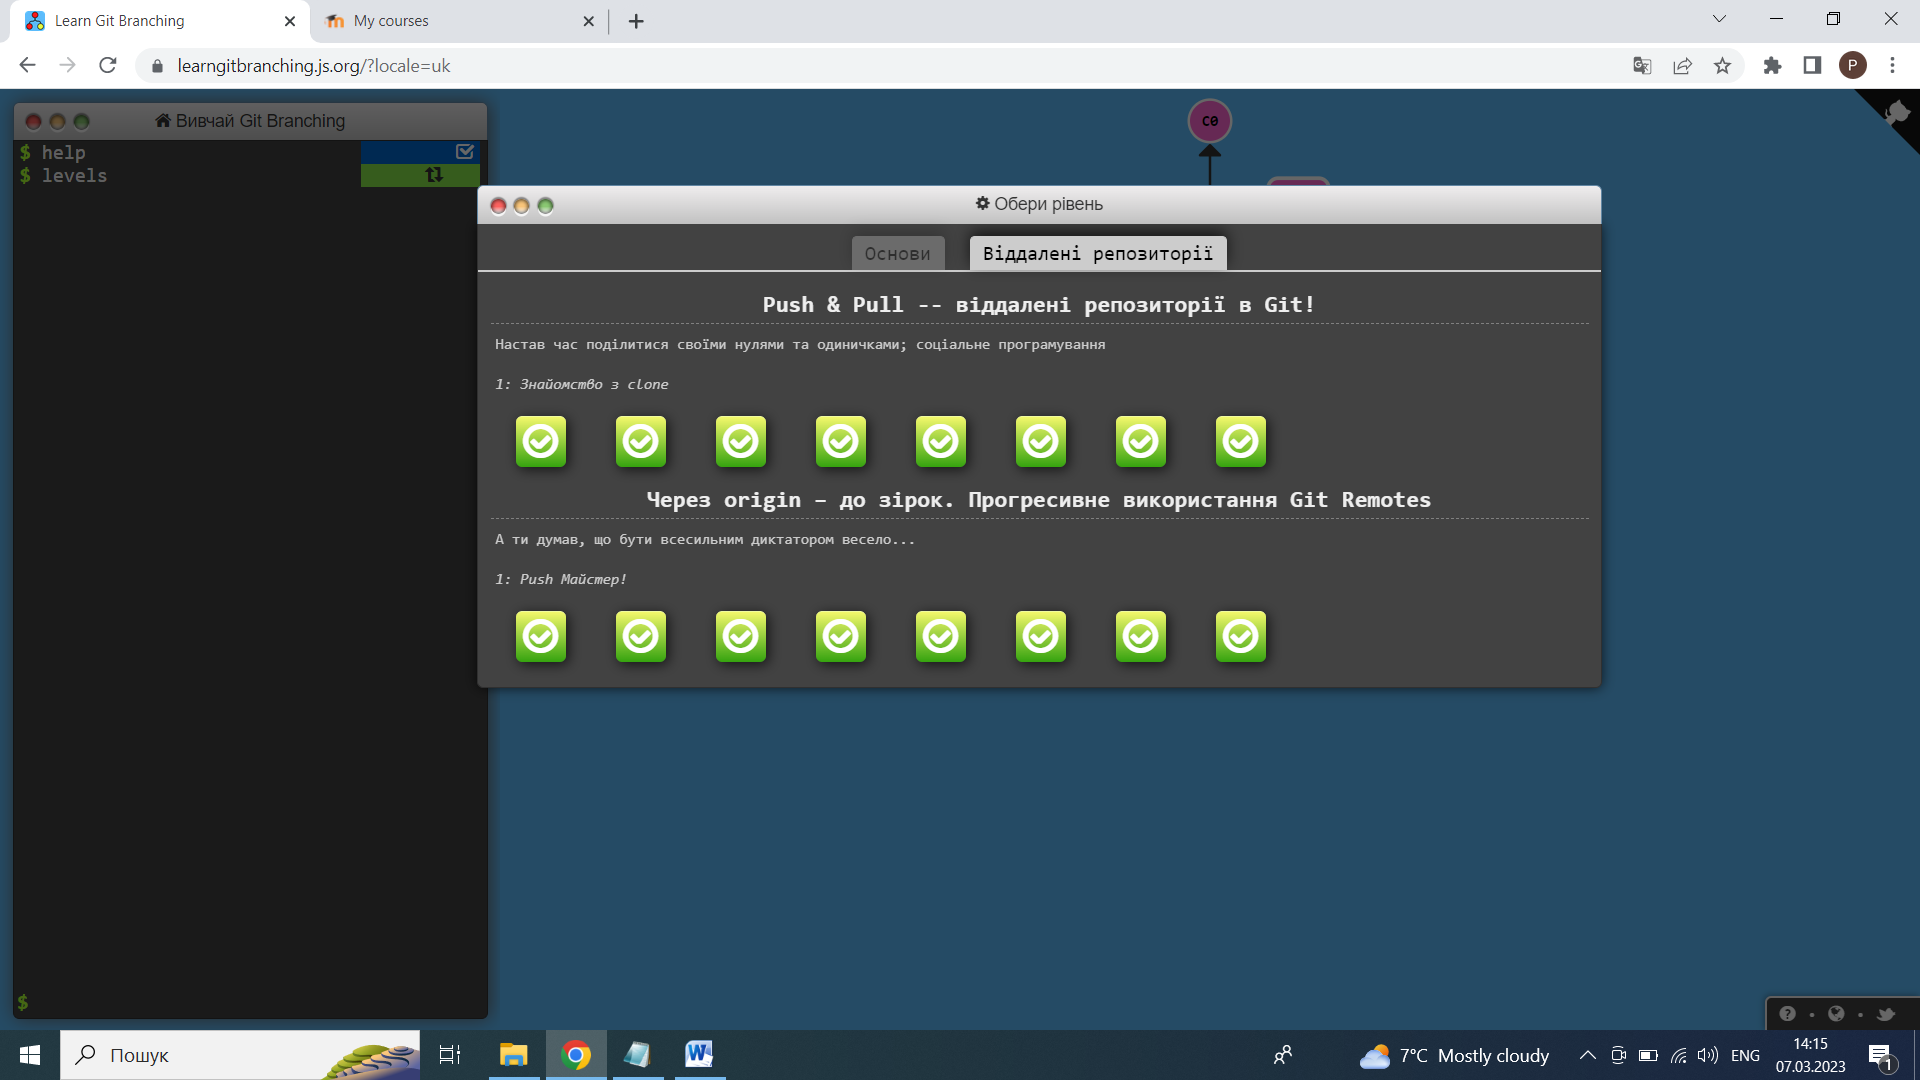 Learn Git Branching
My courses
learngitbranching.js.org/?locale=uk
P
Вивчай Git Branching
$ help
$ levels
C0
Обери рівень
Основи
Віддалені репозиторії
Push & Pull -- віддалені репозиторії в Git!
Настав час поділитися своїми нулями та одиничками; соціальне програмування
1: Знайомство з clone
Через origin – до зірок. Прогресивне використання Git Remotes
А ти думав, що бути всесильним диктатором весело...
1: Push Майстер!
$
Пошук
7°C Mostly cloudy
ENG
14:15
07.03.2023
1